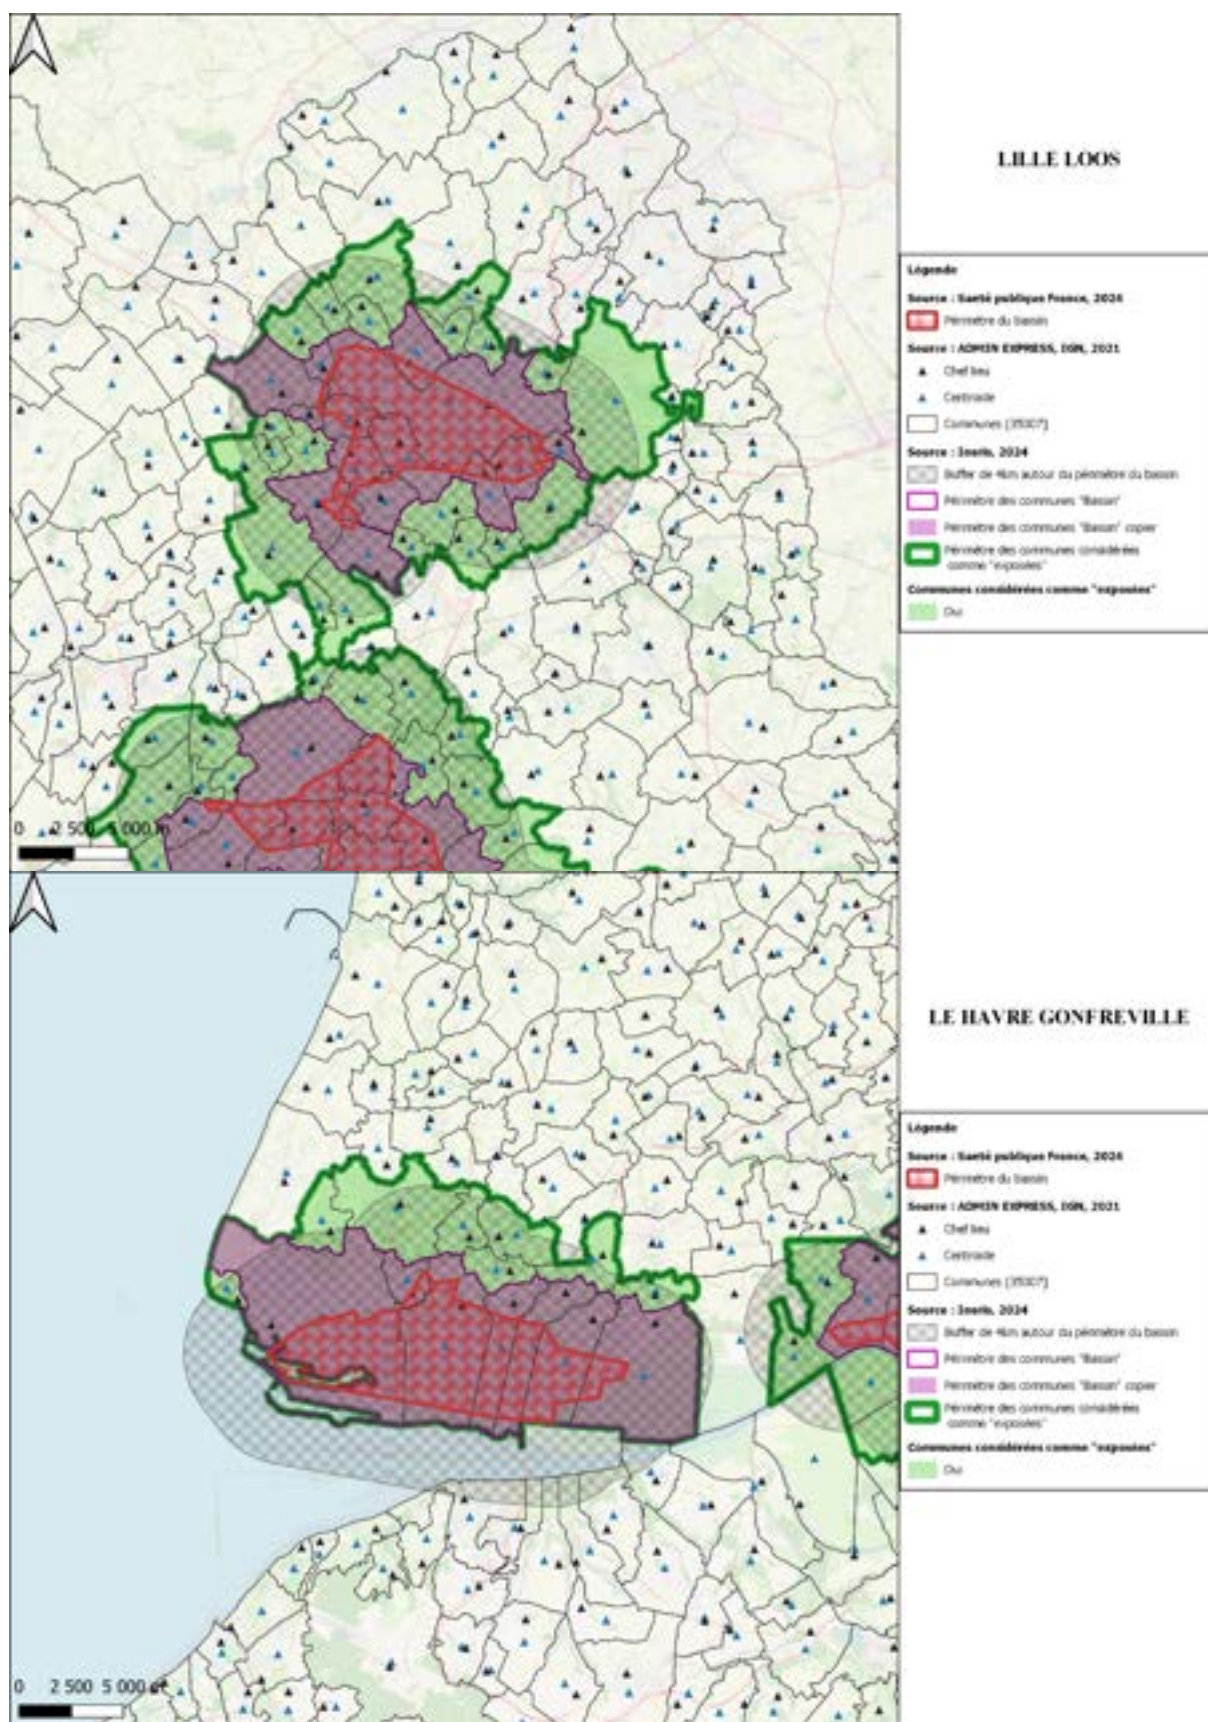 LILLE LOOS
Légende
Source : Santé publique France, 2024
Périmètre du bassin
Source : ADMIN EXPRESS, IGN, 2021
Chef lieu
Centroide
Communes [35007]
Source : Ineris, 2024
Buffer de 4km autour du périmètre du bassin
Périmètre des communes "Bassin"
Périmètre des communes "Bassin" copier
Périmètre des communes considérées
comme "exposées"
Communes considérées comme "exposées"
Oui
0 2 500 5 000 m
LE HAVRE GONFREVILLE
Légende
Source : Santé publique France, 2024
Périmètre du bassin
Source : ADMIN EXPRESS, IGN, 2021
Chef lieu
Centroide
Communes [35007]
Source : Ineris, 2024
Buffer de 4km autour du périmètre du bassin
Périmètre des communes "Bassin"
Périmètre des communes "Bassin" copier
Périmètre des communes considérées
comme "exposées"
Communes considérées comme "exposées"
Oui
0 2 500 5 000